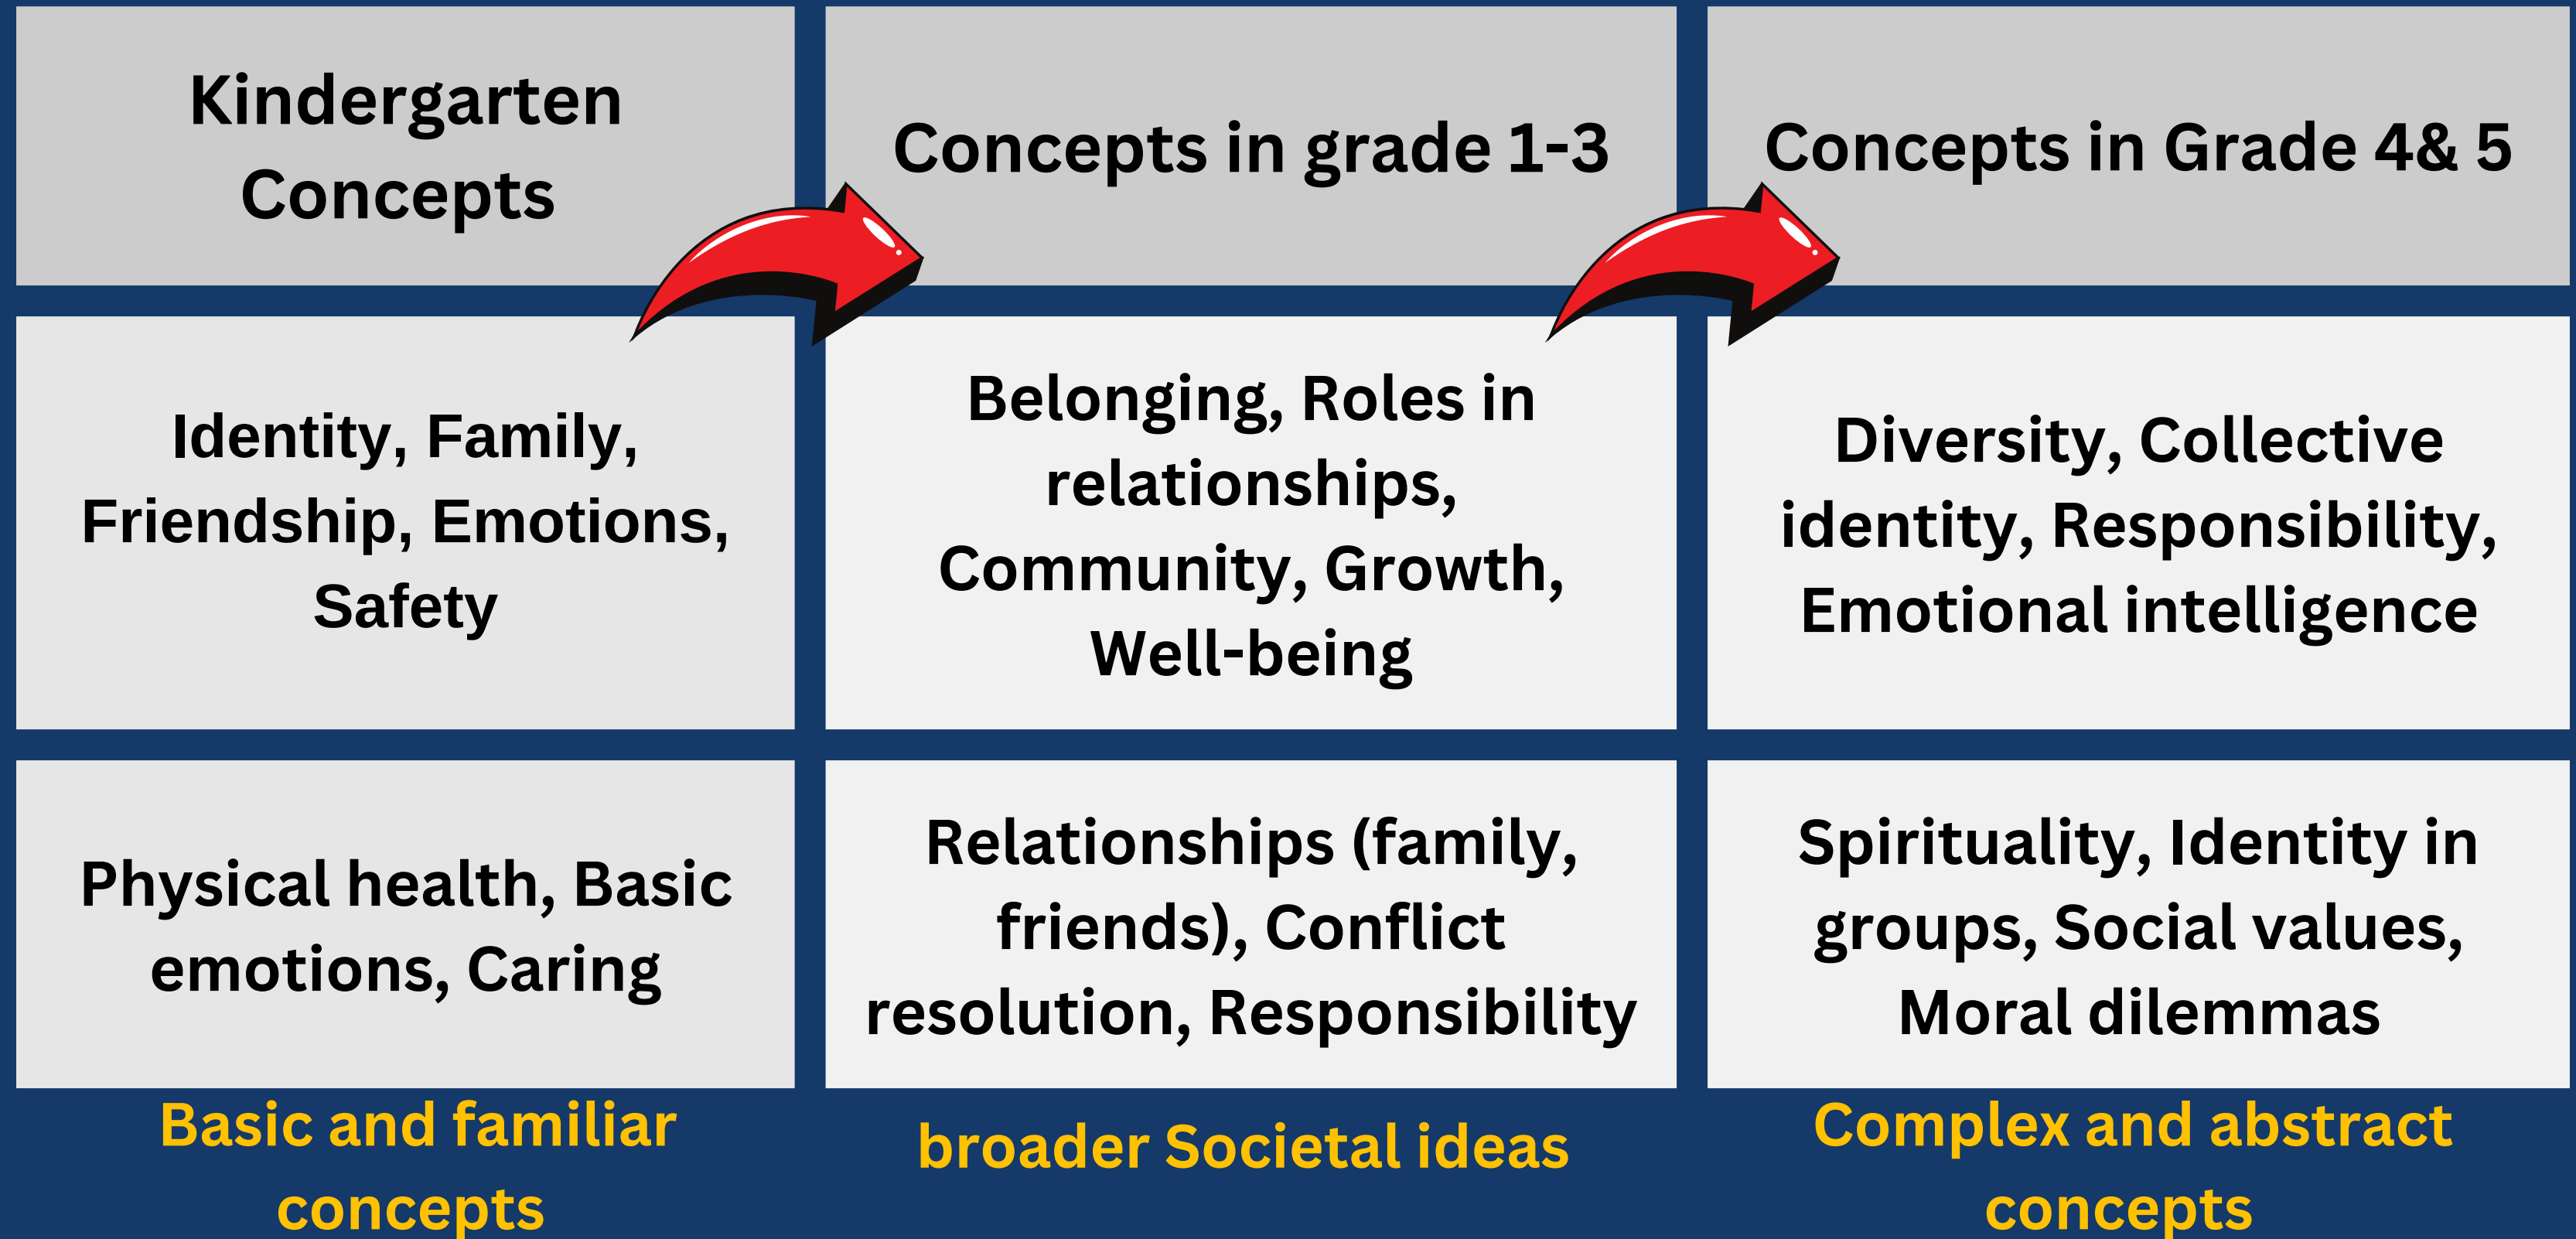 Kindergarten
Concepts
Concepts in grade 1-3
Concepts in Grade 4& 5
Identity, Family,
Friendship, Emotions,
Safety
Belonging, Roles in
relationships,
Community, Growth,
Well-being
Diversity, Collective
identity, Responsibility,
Emotional intelligence
Physical health, Basic
emotions, Caring
Relationships (family,
friends), Conflict
resolution, Responsibility
Spirituality, Identity in
groups, Social values,
Moral dilemmas
Basic and familiar
concepts
broader Societal ideas
Complex and abstract
concepts